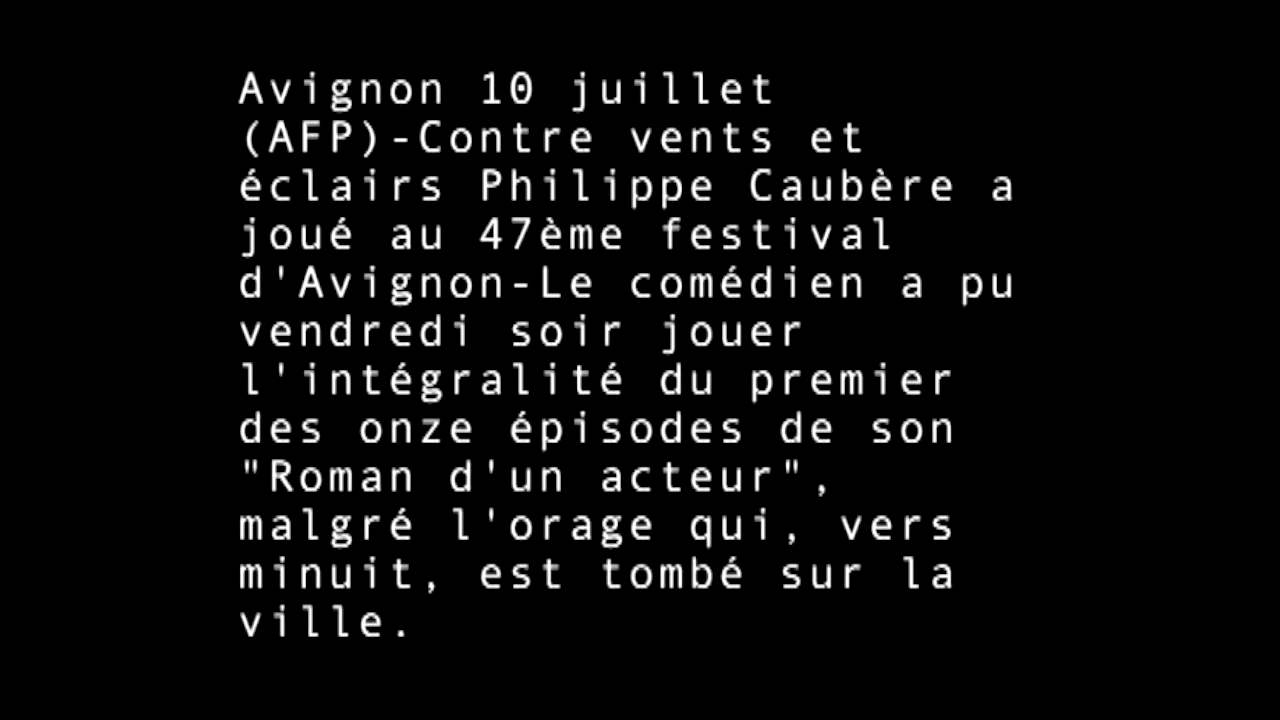 Avignon 10 juillet
(AFP)-Contre vents et
éclairs Philippe Caubère a
joué au 47ème festival
d'Avignon-Le comédien a pu
vendredi soir jouer
l'intégralité du premier
des onze épisodes de son
"Roman d'un acteur",
malgré l'orage qui, vers
minuit, est tombé sur la
ville.